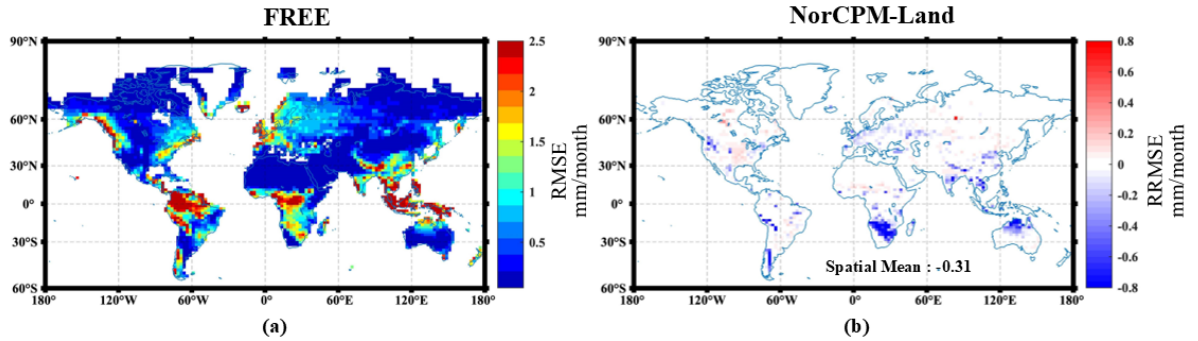 FREE
NorCPM-Land
90°N
60°N
30°N
0°
30°S
60°S
180°
120°W
60°W
0°
60°E
120°E
180°
2.5
2
1.5
1
0.5
RMSE
mm/month
(a)
90°N
60°N
30°N
0°
30°S
60°S
180°
120°W
60°W
0°
60°E
120°E
180°
Spatial Mean : -0.31
0.8
0.6
0.4
0.2
0
-0.2
-0.4
-0.6
-0.8
RRMSE
mm/month
(b)